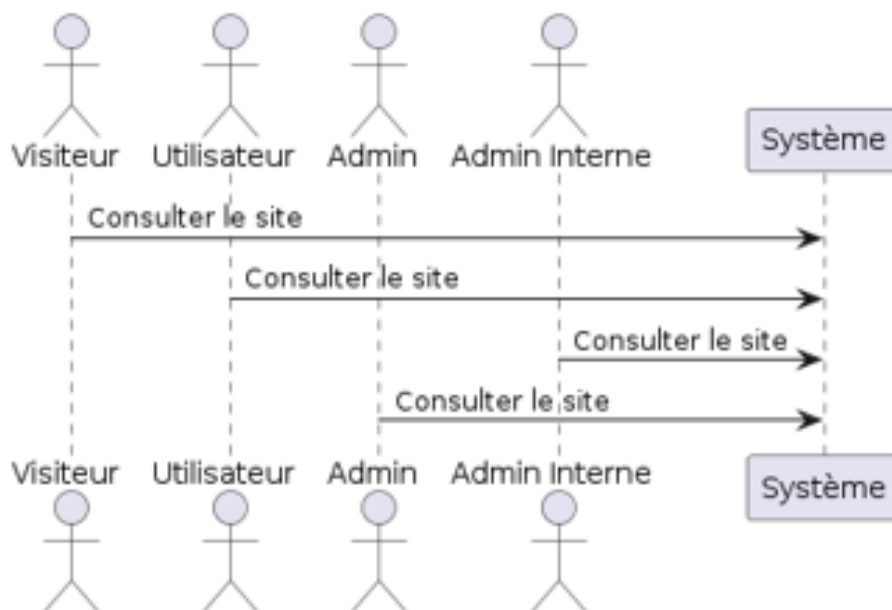 Visiteur Utilisateur Admin Admin Interne Système
Consulter le site
Consulter le site
Consulter le site
Consulter le site
Visiteur Utilisateur Admin Admin Interne Système